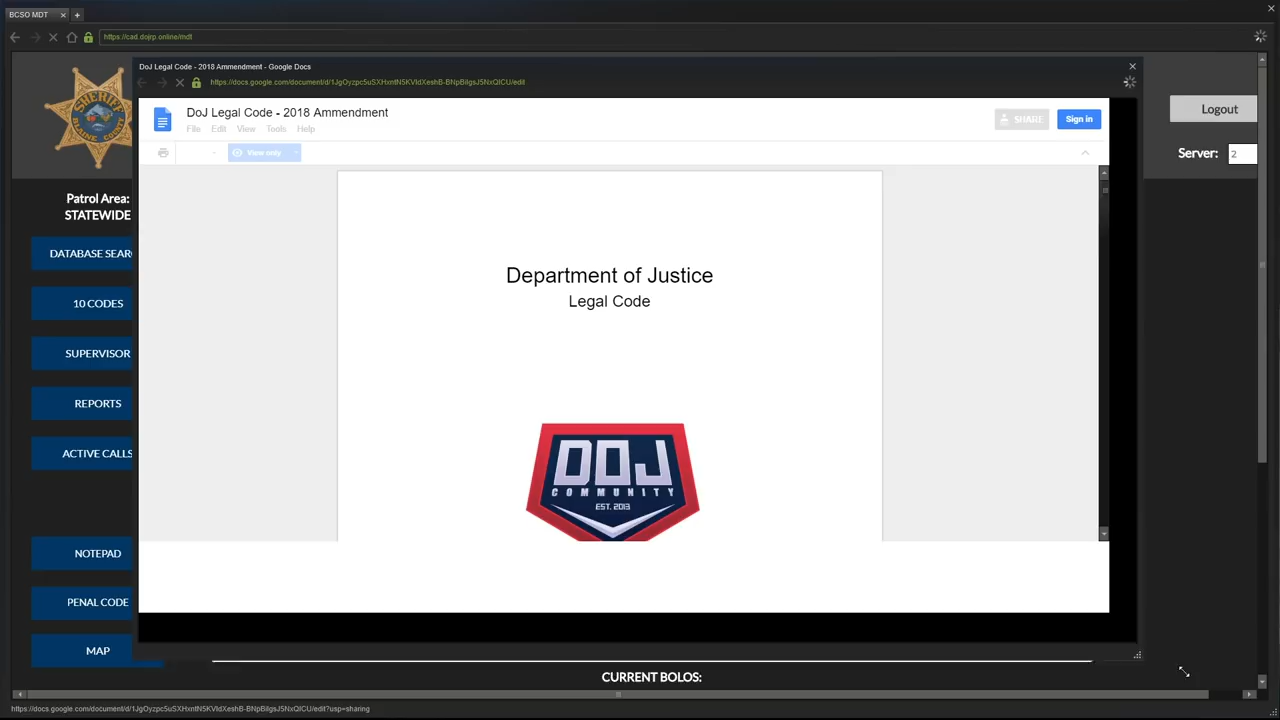 BCSO MDT
https://cad.dojrp.online/mdt
DoJ Legal Code - 2018 Ammendment - Google Docs
DoJ Legal Code - 2018 Ammendment
File Edit View Tools Help
SHARE
Sign in
View only
Logout
Server: 2
Patrol Area:
STATEWIDE
DATABASE SEAR
10 CODES
SUPERVISOR
REPORTS
ACTIVE CALLS
NOTEPAD
PENAL CODE
MAP
Department of Justice
Legal Code
DOJ
COMMUNITY
EST. 2013
CURRENT BOLOS: